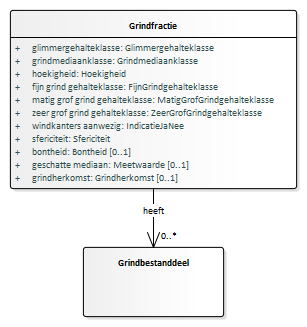 Grindfractie
+ glimmergehalteklasse: Glimmergehalteklasse
+ grindmediaanklasse: Grindmediaanklasse
+ hoekigheid: Hoekigheid
+ fijn grind gehalteklasse: FijnGrindgehalteklasse
+ matig grof grind gehalteklasse: MatigGrofGrindgehalteklasse
+ zeer grof grind gehalteklasse: ZeerGrofGrindgehalteklasse
+ windkanters aanwezig: IndicatieJaNee
+ sfericiteit: Sfericiteit
+ bontheid: Bontheid [0..1]
+ geschatte mediaan: Meetwaarde [0..1]
+ grindherkomst: Grindherkomst [0..1]
heeft
0..*
Grindbestanddeel